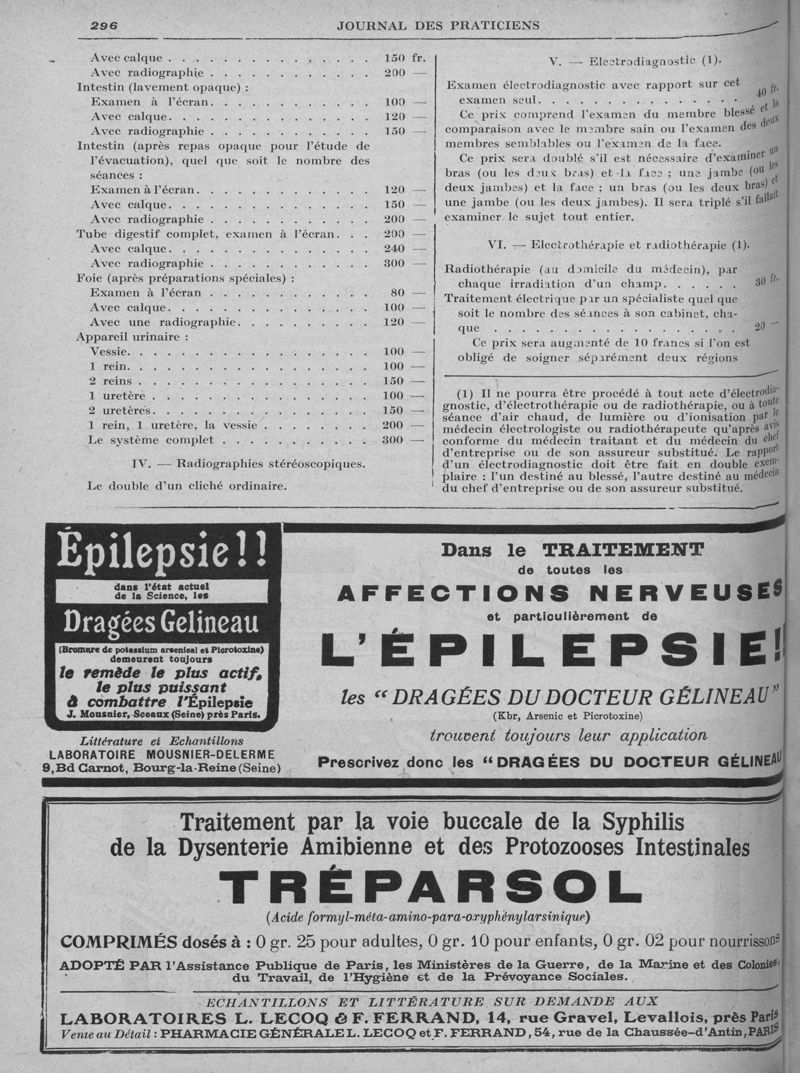 296
JOURNAL DES PRATICIENS
Avec calque . . . . . . . . . . . . . . . 150 fr.
Avec radiographie . . . . . . . . . . . . 200 —
Intestin (lavement opaque) :
Examen à l'écran. . . . . . . . . . . . 100 —
Avec calque. . . . . . . . . . . . . . . 120 —
Avec radiographie . . . . . . . . . . . . 150 —
Intestin (après repas opaque pour l'étude de
l'évacuation), quel que soit le nombre des
séances :
Examen à l'écran. . . . . . . . . . . . . 120 —
Avec calque. . . . . . . . . . . . . . . 150 —
Avec radiographie . . . . . . . . . . . . 200 —
Tube digestif complet, examen à l'écran. . . 200 —
Avec calque. . . . . . . . . . . . . . . 240 —
Avec radiographie . . . . . . . . . . . . 300 —
Foie (après préparations spéciales) :
Examen à l'écran . . . . . . . . . . . . 80 —
Avec calque. . . . . . . . . . . . . . . 100 —
Avec une radiographie. . . . . . . . . . 120 —
Appareil urinaire :
Vessie. . . . . . . . . . . . . . . . . 100 —
1 rein. . . . . . . . . . . . . . . . . 100 —
2 reins . . . . . . . . . . . . . . . . 150 —
1 uretère . . . . . . . . . . . . . . . 100 —
2 uretères. . . . . . . . . . . . . . . 150 —
1 rein, 1 uretère, la vessie . . . . . . . 200 —
Le système complet . . . . . . . . . . 300 —
IV. — Radiographies stéréoscopiques.
Le double d'un cliché ordinaire.
V. — Electrodiagnostic (1).
Examen électrodiagnostic avec rapport sur cet
examen seul. . . . . . . . . . . . . . . 40 fr.
Ce prix comprend l'examen du membre blessé et la
comparaison avec le membre sain ou l'examen des deux
membres semblables ou l'examen de la face.
Ce prix sera doublé s'il est nécessaire d'examiner un
bras (ou les deux bras) et la face ; une jambe (ou les
deux jambes) et la face ; un bras (ou les deux bras) et
une jambe (ou les deux jambes). Il sera triplé s'il fallait
examiner le sujet tout entier.
VI. — Electrothérapie et radiothérapie (1).
Radiothérapie (au domicile du médecin), par
chaque irradiation d'un champ. . . . . . 30 fr.
Traitement électrique par un spécialiste quel que
soit le nombre des séances à son cabinet, cha-
que . . . . . . . . . . . . . . . . . . 20 —
Ce prix sera augmenté de 10 francs si l'on est
obligé de soigner séparément deux régions
(1) Il ne pourra être procédé à tout acte d'électrodia-
gnostic, d'électrothérapie ou de radiothérapie, ou à toute
séance d'air chaud, de lumière ou d'ionisation par le
médecin électrologiste ou radiothérapeute qu'après avis
conforme du médecin traitant et du médecin du chef
d'entreprise ou de son assureur substitué. Le rapport
d'un électrodiagnostic doit être fait en double exem-
plaire : l'un destiné au blessé, l'autre destiné au médecin
du chef d'entreprise ou de son assureur substitué.
Épilepsie!!
dans l'état actuel
de la Science, les
Dragées Gelineau
(Bromure de potassium arsenical et Picrotoxine)
demeurent toujours
le remède le plus actif,
le plus puissant
à combattre l'Épilepsie
J. Mousnier, Sceaux (Seine) près Paris.
Littérature et Echantillons
LABORATOIRE MOUSNIER-DELERME
9, Bd Carnot, Bourg-la-Reine (Seine)
Dans le TRAITEMENT
de toutes les
AFFECTIONS NERVEUSES
et particulièrement de
L'ÉPILEPSIE!
les "DRAGÉES DU DOCTEUR GÉLINEAU"
(Kbr, Arsenic et Picrotoxine)
trouvent toujours leur application
Prescrivez donc les "DRAGÉES DU DOCTEUR GÉLINEAU
Traitement par la voie buccale de la Syphilis
de la Dysenterie Amibienne et des Protozooses Intestinales
TRÉPARSOL
(Acide formyl-méta-amino-para-oxyphénylarsinique)
COMPRIMÉS dosés à : 0 gr. 25 pour adultes, 0 gr. 10 pour enfants, 0 gr. 02 pour nourrissons
ADOPTÉ PAR l'Assistance Publique de Paris, les Ministères de la Guerre, de la Marine et des Colonies,
du Travail, de l'Hygiène et de la Prévoyance Sociales.
ECHANTILLONS ET LITTÉRATURE SUR DEMANDE AUX
LABORATOIRES L. LECOQ & F. FERRAND, 14, rue Gravel, Levallois, près Paris
Vente au Détail : PHARMACIE GÉNÉRALE L. LECOQ et F. FERRAND, 54, rue de la Chaussée-d'Antin, PARIS